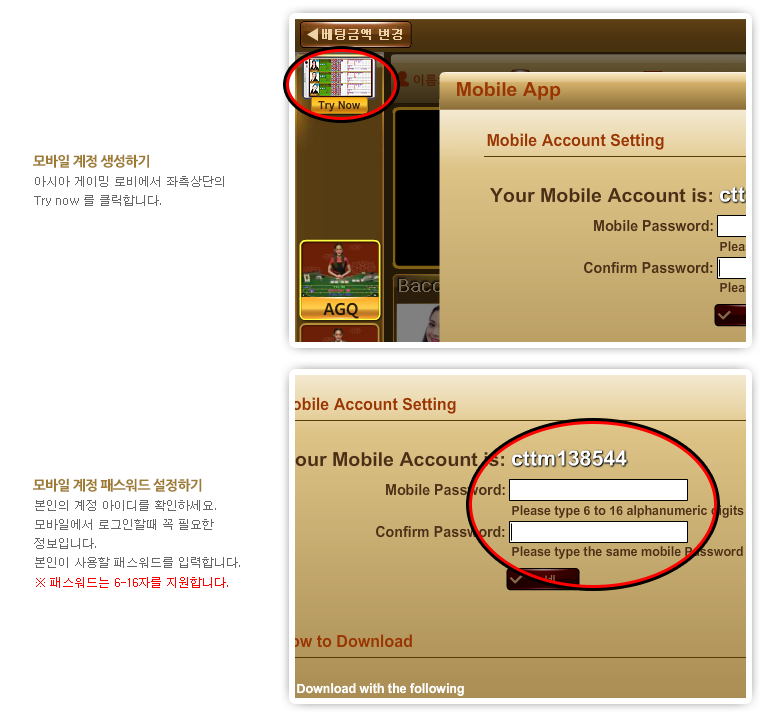 베팅금액 변경
Try Now
이름
Mobile App
Mobile Account Setting
Your Mobile Account is: ctt
Mobile Password:
Plea
Confirm Password:
Plea
AGQ
Bacc
모바일 계정 생성하기
아시아 게이밍 로비에서 좌측상단의
Try now 를 클릭합니다.
obile Account Setting
our Mobile Account is: cttm138544
Mobile Password:
Please type 6 to 16 alphanumeric digits
Confirm Password:
Please type the same mobile Password
네
ow to Download
Download with the following
모바일 계정 패스워드 설정하기
본인의 계정 아이디를 확인하세요.
모바일에서 로그인할때 꼭 필요한
정보입니다.
본인이 사용할 패스워드를 입력합니다.
※ 패스워드는 6-16자를 지원합니다.